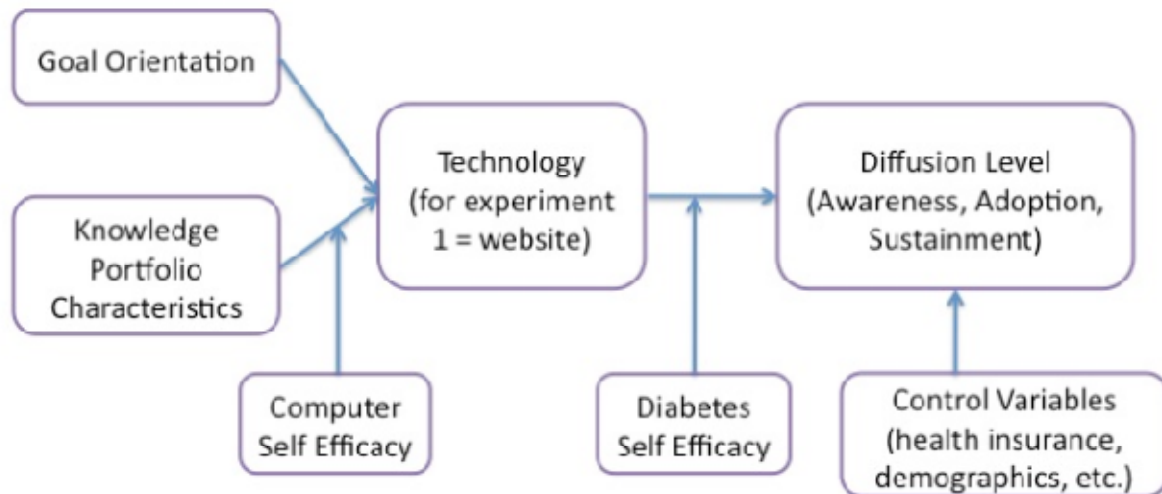 Goal Orientation
Knowledge
Portfolio
Characteristics
Technology
(for experiment
1 = website)
Diffusion Level
(Awareness, Adoption,
Sustainment)
Computer
Self Efficacy
Diabetes
Self Efficacy
Control Variables
(health insurance,
demographics, etc.)